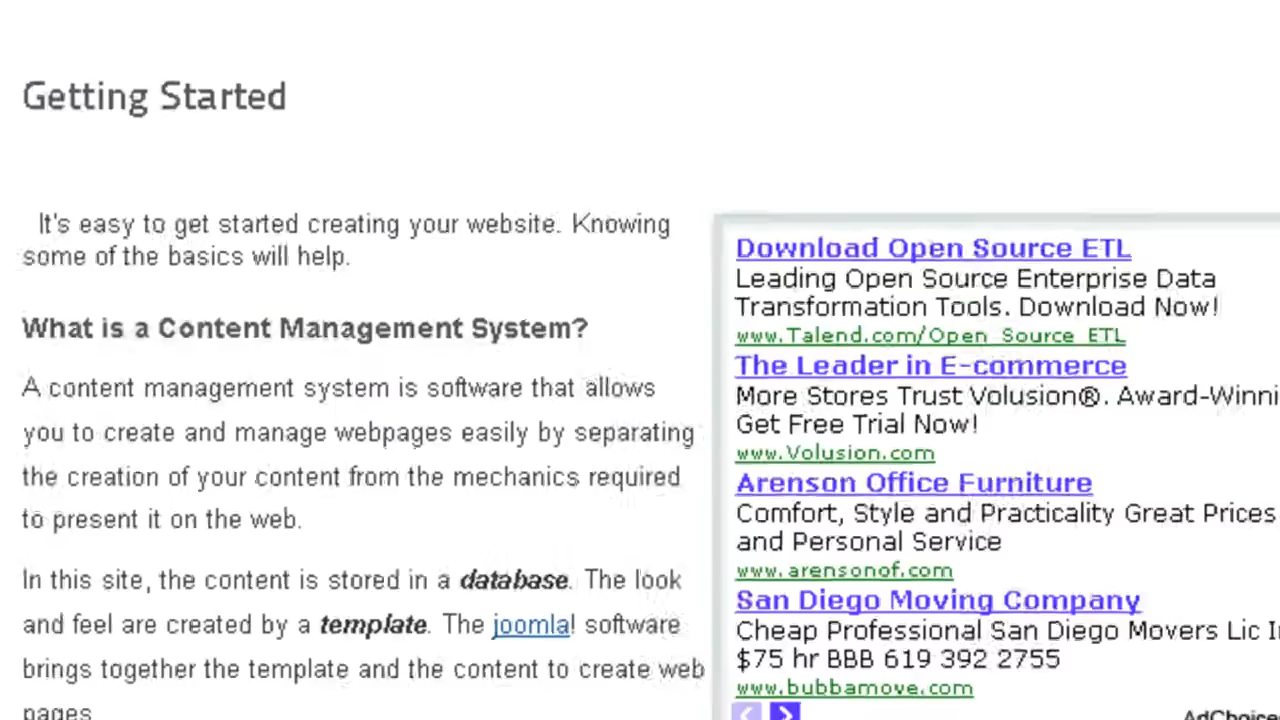 Getting Started
It's easy to get started creating your website. Knowing
some of the basics will help.
What is a Content Management System?
A content management system is software that allows
you to create and manage webpages easily by separating
the creation of your content from the mechanics required
to present it on the web.
In this site, the content is stored in a database. The look
and feel are created by a template. The joomla! software
brings together the template and the content to create web
pages
Download Open Source ETL
Leading Open Source Enterprise Data
Transformation Tools. Download Now!
www.Talend.com/Open_Source_ETL
The Leader in E-commerce
More Stores Trust Volusion®. Award-Winni
Get Free Trial Now!
www.Volusion.com
Arenson Office Furniture
Comfort, Style and Practicality Great Prices
and Personal Service
www.arensonof.com
San Diego Moving Company
Cheap Professional San Diego Movers Lic I
$75 hr BBB 619 392 2755
www.bubbamove.com
AdChoice